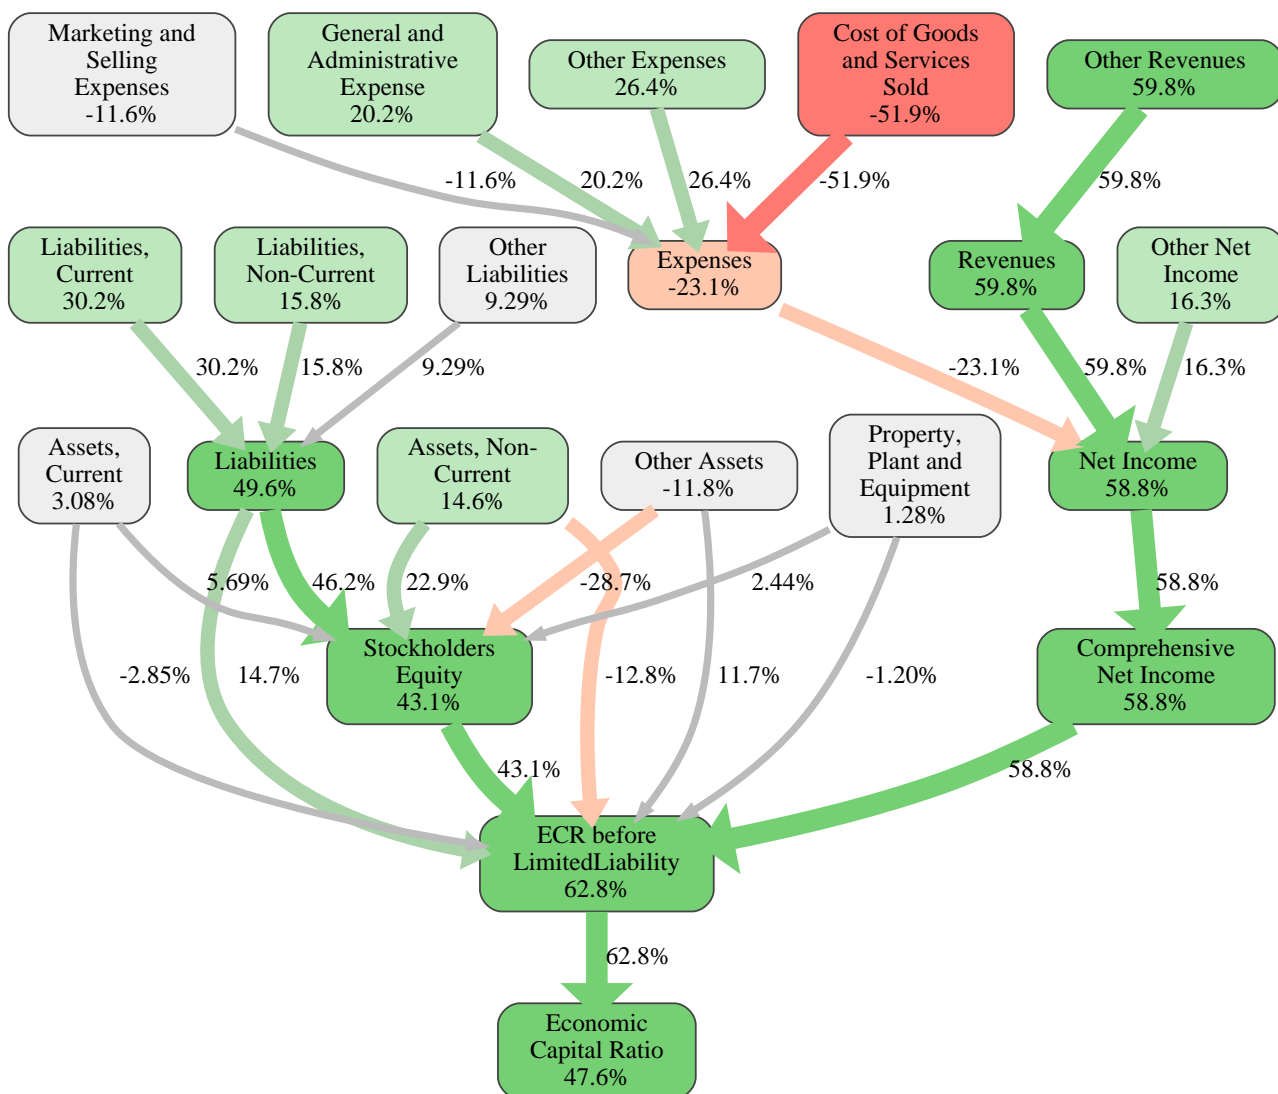 Marketing and
Selling
Expenses
-11.6%
General and
Administrative
Expense
20.2%
Other Expenses
26.4%
Cost of Goods
and Services
Sold
-51.9%
Other Revenues
59.8%
-11.6%
20.2%
26.4%
-51.9%
59.8%
Liabilities,
Current
30.2%
Liabilities,
Non-Current
15.8%
Other
Liabilities
9.29%
Expenses
-23.1%
Revenues
59.8%
Other Net
Income
16.3%
30.2%
15.8%
9.29%
-23.1%
59.8%
16.3%
Assets,
Current
3.08%
Liabilities
49.6%
Assets, Non-
Current
14.6%
Other Assets
-11.8%
Property,
Plant and
Equipment
1.28%
Net Income
58.8%
5.69%
46.2%
22.9%
-28.7%
2.44%
58.8%
Stockholders
Equity
43.1%
Comprehensive
Net Income
58.8%
-2.85%
14.7%
-12.8%
11.7%
-1.20%
43.1%
58.8%
ECR before
LimitedLiability
62.8%
62.8%
Economic
Capital Ratio
47.6%